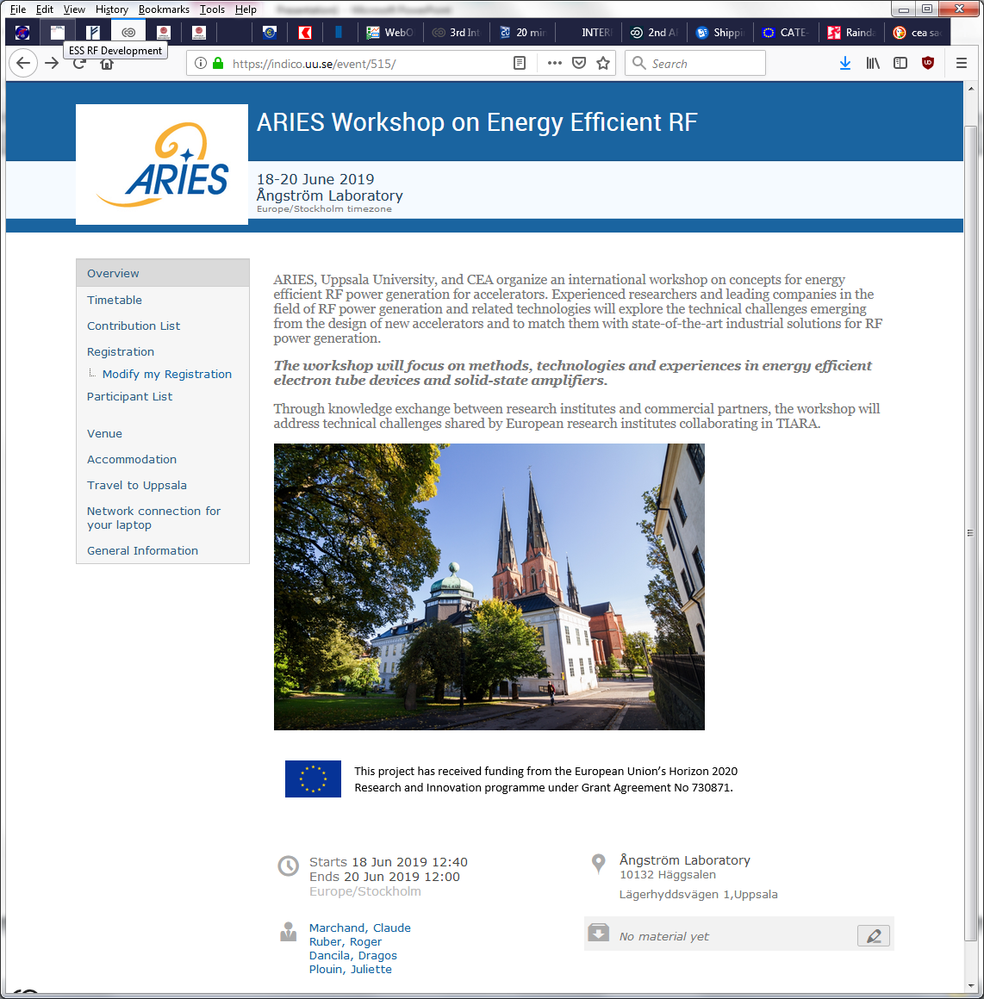 File Edit View History Bookmarks Tools Help
WebO 3rd Int 20 min INTERI 2nd A Shippi CATE- Rainda cea sa
ESS RF Development
https://indico.uu.se/event/515/
Search
ARIES Workshop on Energy Efficient RF
ARIES
18-20 June 2019
Ångström Laboratory
Europe/Stockholm timezone
Overview
Timetable
Contribution List
Registration
Modify my Registration
Participant List
Venue
Accommodation
Travel to Uppsala
Network connection for
your laptop
General Information
ARIES, Uppsala University, and CEA organize an international workshop on concepts for energy
efficient RF power generation for accelerators. Experienced researchers and leading companies in the
field of RF power generation and related technologies will explore the technical challenges emerging
from the design of new accelerators and to match them with state-of-the-art industrial solutions for RF
power generation.
The workshop will focus on methods, technologies and experiences in energy efficient
electron tube devices and solid-state amplifiers.
Through knowledge exchange between research institutes and commercial partners, the workshop will
address technical challenges shared by European research institutes collaborating in TIARA.
This project has received funding from the European Union's Horizon 2020
Research and Innovation programme under Grant Agreement No 730871.
Starts 18 Jun 2019 12:40
Ends 20 Jun 2019 12:00
Europe/Stockholm
Ångström Laboratory
10132 Häggsalen
Lägerhyddsvägen 1,Uppsala
Marchand, Claude
Ruber, Roger
Dancila, Dragos
Plouin, Juliette
No material yet